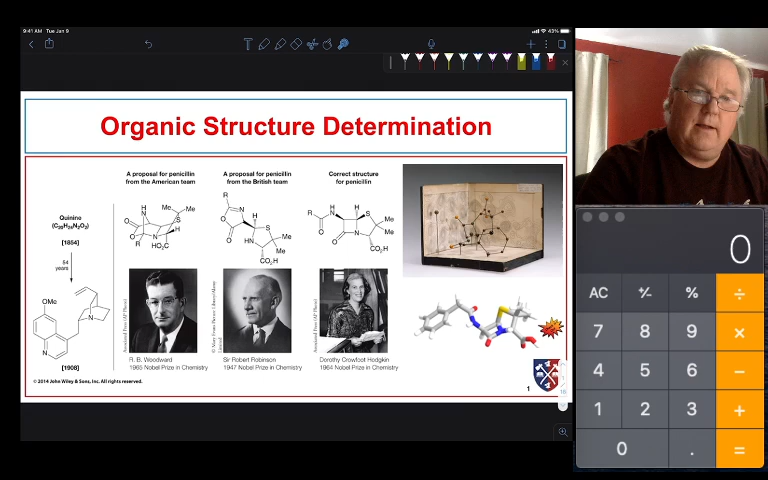 9:41 AM Tue Jan 9
43%
Organic Structure Determination
A proposal for penicillin
from the American team
A proposal for penicillin
from the British team
Correct structure
for penicillin
Quinine
(C₂₀H₂₄N₂O₂)
[1854]
54
years
OMe
N
N
[1908]
H
N
Me
Me
S
O
O
H
R
HO₂C
R
N
O
O
H
S
Me
Me
HN
CO₂H
R
H
N
O
H
S
Me
Me
N
O
CO₂H
R. B. Woodward
1965 Nobel Prize in Chemistry
Sir Robert Robinson
1947 Nobel Prize in Chemistry
Dorothy Crowfoot Hodgkin
1964 Nobel Prize in Chemistry
© 2014 John Wiley & Sons, Inc. All rights reserved.
1
0
AC +/− % ÷
7 8 9 ×
4 5 6 −
1 2 3 +
0 . =